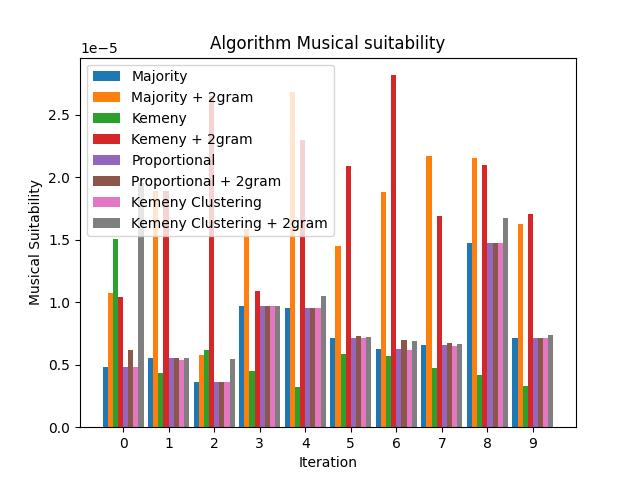 Algorithm Musical suitability
1e−5
Majority
Majority + 2gram
Kemeny
Kemeny + 2gram
Proportional
Proportional + 2gram
Kemeny Clustering
Kemeny Clustering + 2gram
2.5
2.0
1.5
1.0
0.5
0.0
Musical Suitability
0 1 2 3 4 5 6 7 8 9
Iteration